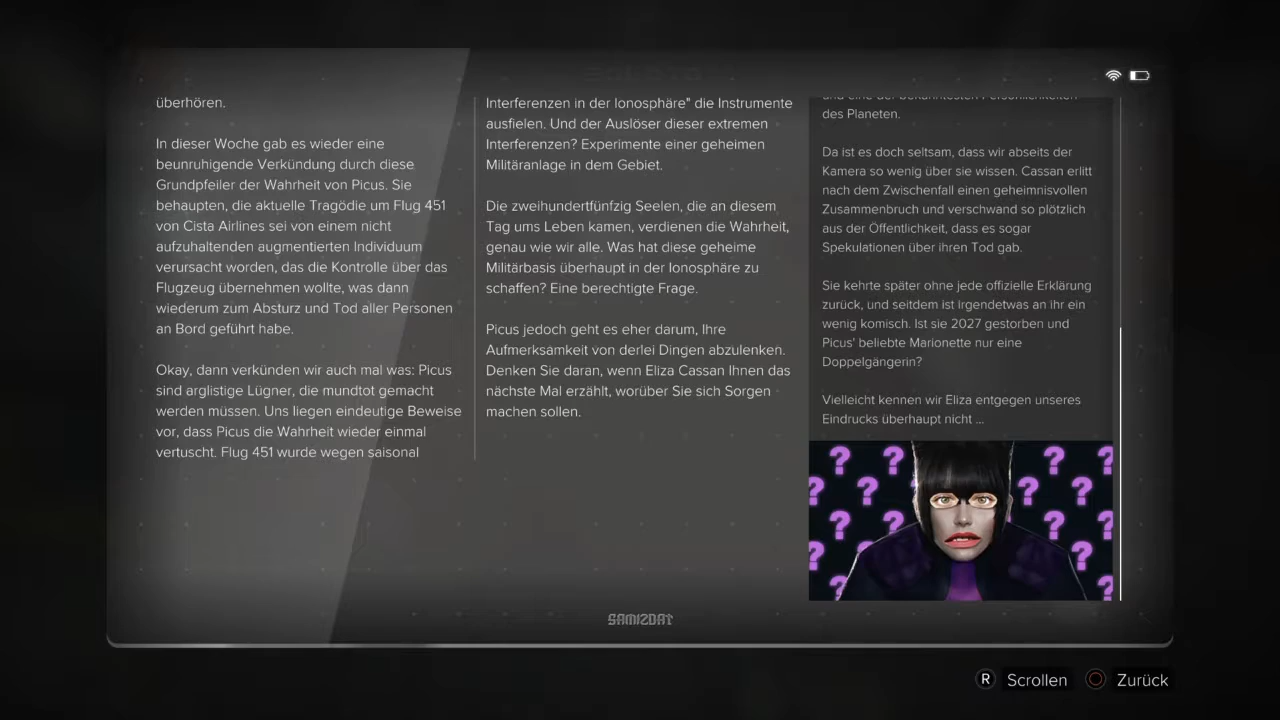 überhören.
In dieser Woche gab es wieder eine
beunruhigende Verkündung durch diese
Grundpfeiler der Wahrheit von Picus. Sie
behaupten, die aktuelle Tragödie um Flug 451
von Cista Airlines sei von einem nicht
aufzuhaltenden augmentierten Individuum
verursacht worden, das die Kontrolle über das
Flugzeug übernehmen wollte, was dann
wiederum zum Absturz und Tod aller Personen
an Bord geführt habe.
Okay, dann verkünden wir auch mal was: Picus
sind arglistige Lügner, die mundtot gemacht
werden müssen. Uns liegen eindeutige Beweise
vor, dass Picus die Wahrheit wieder einmal
vertuscht. Flug 451 wurde wegen saisonal
Interferenzen in der Ionosphäre" die Instrumente
ausfielen. Und der Auslöser dieser extremen
Interferenzen? Experimente einer geheimen
Militäranlage in dem Gebiet.
Die zweihundertfünfzig Seelen, die an diesem
Tag ums Leben kamen, verdienen die Wahrheit,
genau wie wir alle. Was hat diese geheime
Militärbasis überhaupt in der Ionosphäre zu
schaffen? Eine berechtigte Frage.
Picus jedoch geht es eher darum, Ihre
Aufmerksamkeit von derlei Dingen abzulenken.
Denken Sie daran, wenn Eliza Cassan Ihnen das
nächste Mal erzählt, worüber Sie sich Sorgen
machen sollen.
und eine der bekanntesten Persönlichkeiten
des Planeten.
Da ist es doch seltsam, dass wir abseits der
Kamera so wenig über sie wissen. Cassan erlitt
nach dem Zwischenfall einen geheimnisvollen
Zusammenbruch und verschwand so plötzlich
aus der Öffentlichkeit, dass es sogar
Spekulationen über ihren Tod gab.
Sie kehrte später ohne jede offizielle Erklärung
zurück, und seitdem ist irgendetwas an ihr ein
wenig komisch. Ist sie 2027 gestorben und
Picus' beliebte Marionette nur eine
Doppelgängerin?
Vielleicht kennen wir Eliza entgegen unseres
Eindrucks überhaupt nicht ...
? ? ? ? ? ? ? ? ? ? ? ? ?
SAMIZDAT
R Scrollen Zurück